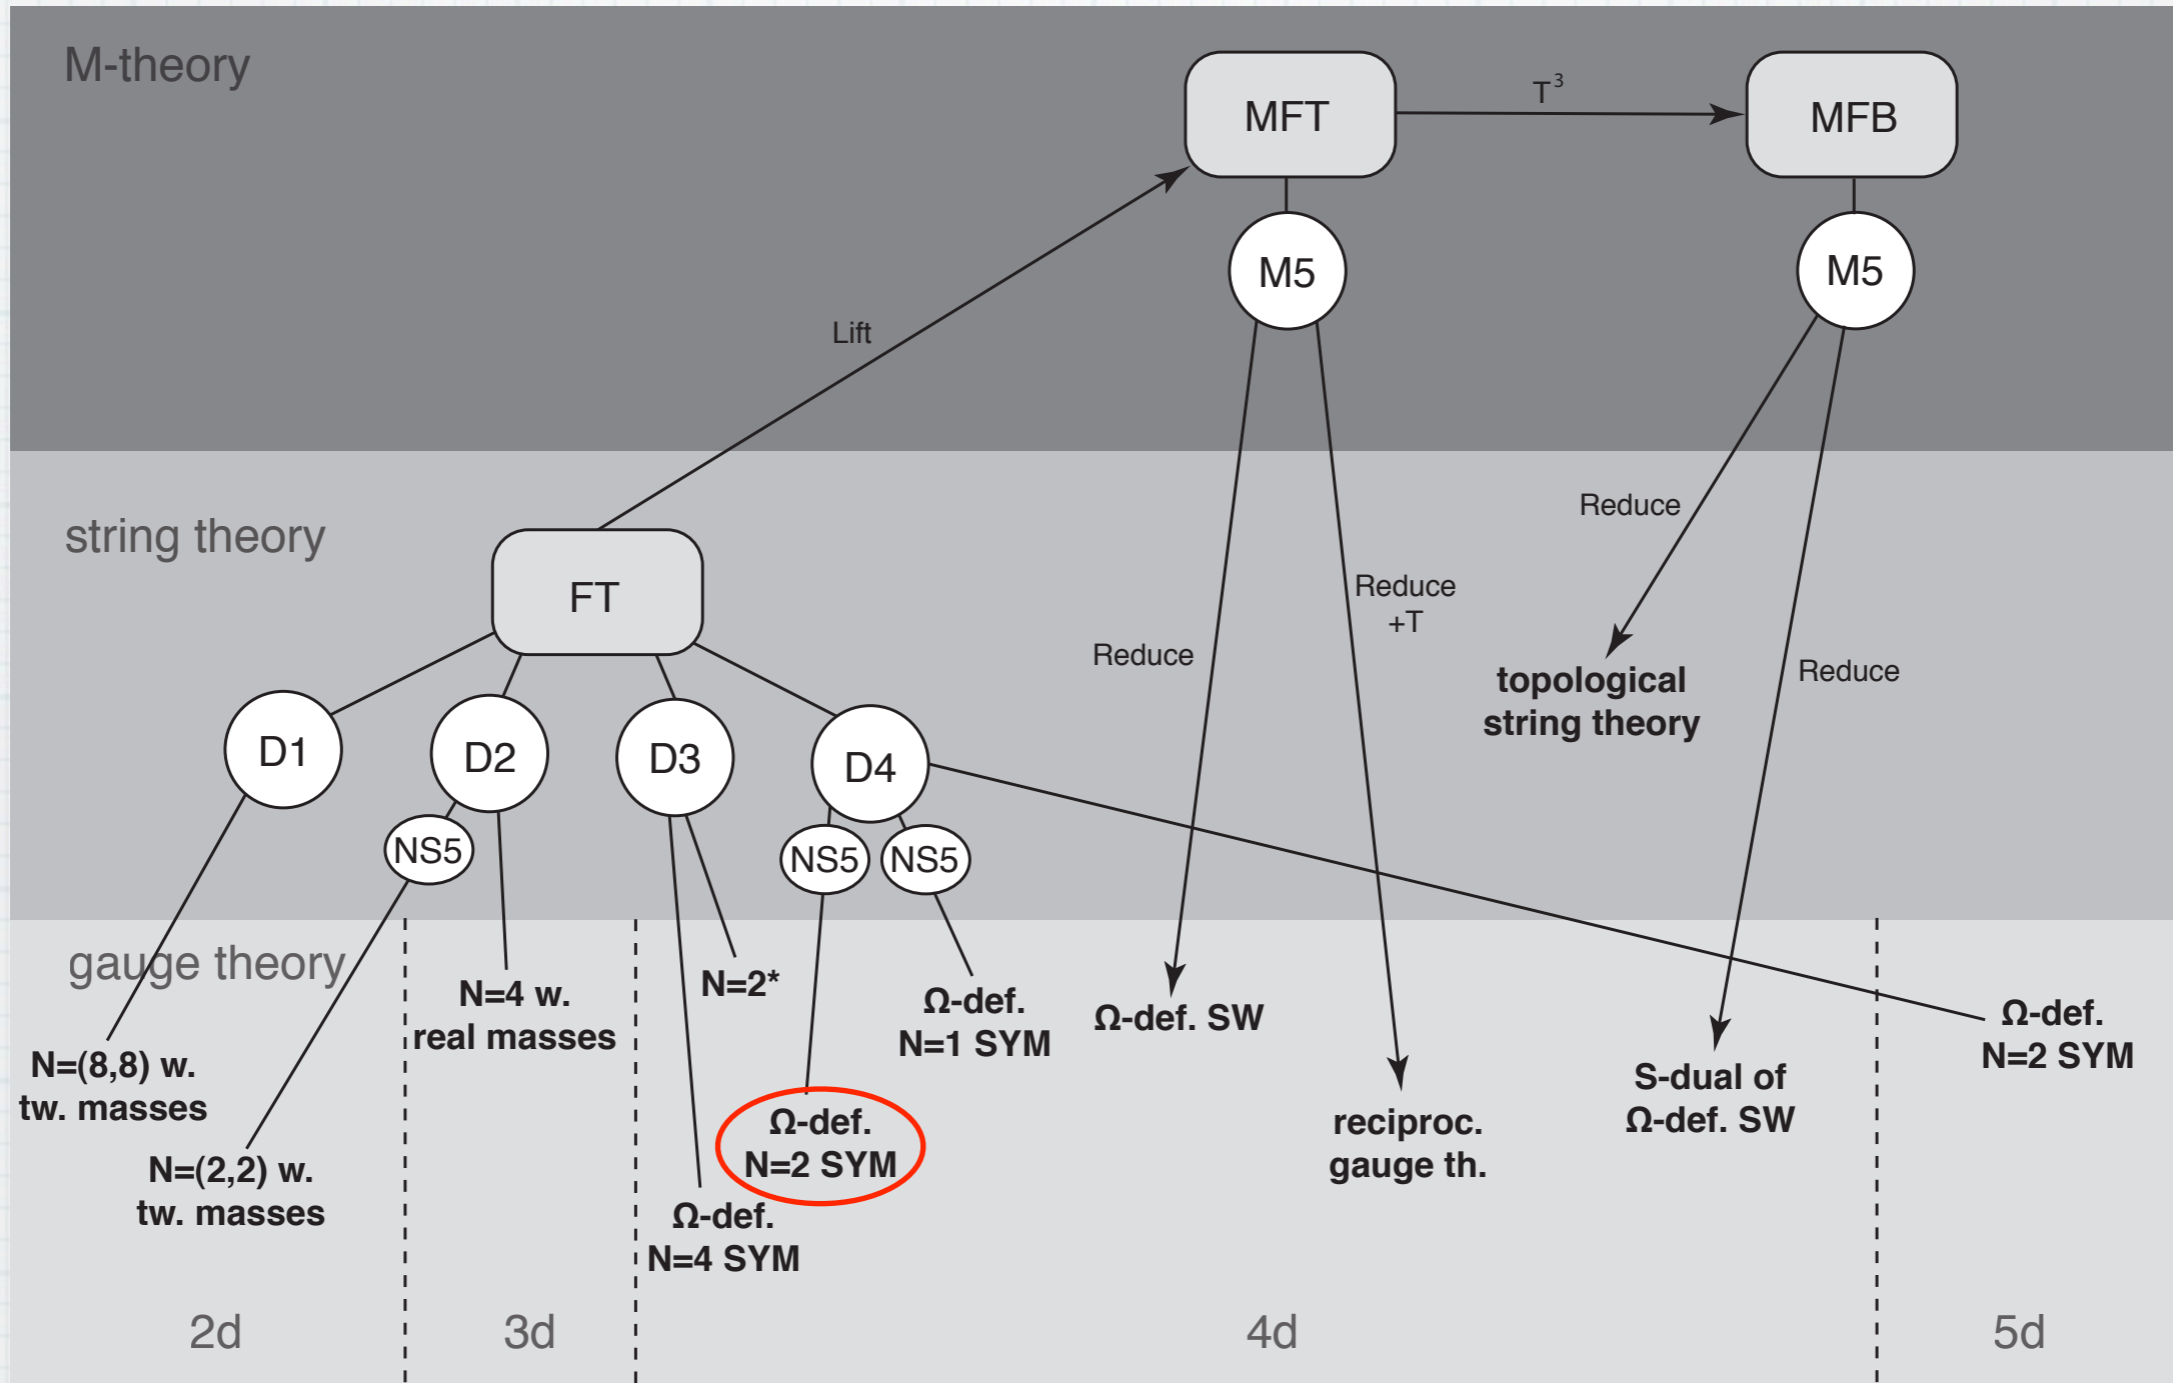 M-theory
MFT
T³
MFB
M5
M5
Lift
string theory
Reduce
FT
Reduce
+T
Reduce
topological
string theory
Reduce
D1
D2
D3
D4
NS5
NS5
NS5
gauge theory
N=4 w.
real masses
N=2*
Ω-def.
N=1 SYM
Ω-def. SW
Ω-def.
N=2 SYM
N=(8,8) w.
tw. masses
S-dual of
Ω-def. SW
Ω-def.
N=2 SYM
reciproc.
gauge th.
N=(2,2) w.
tw. masses
Ω-def.
N=4 SYM
2d
3d
4d
5d